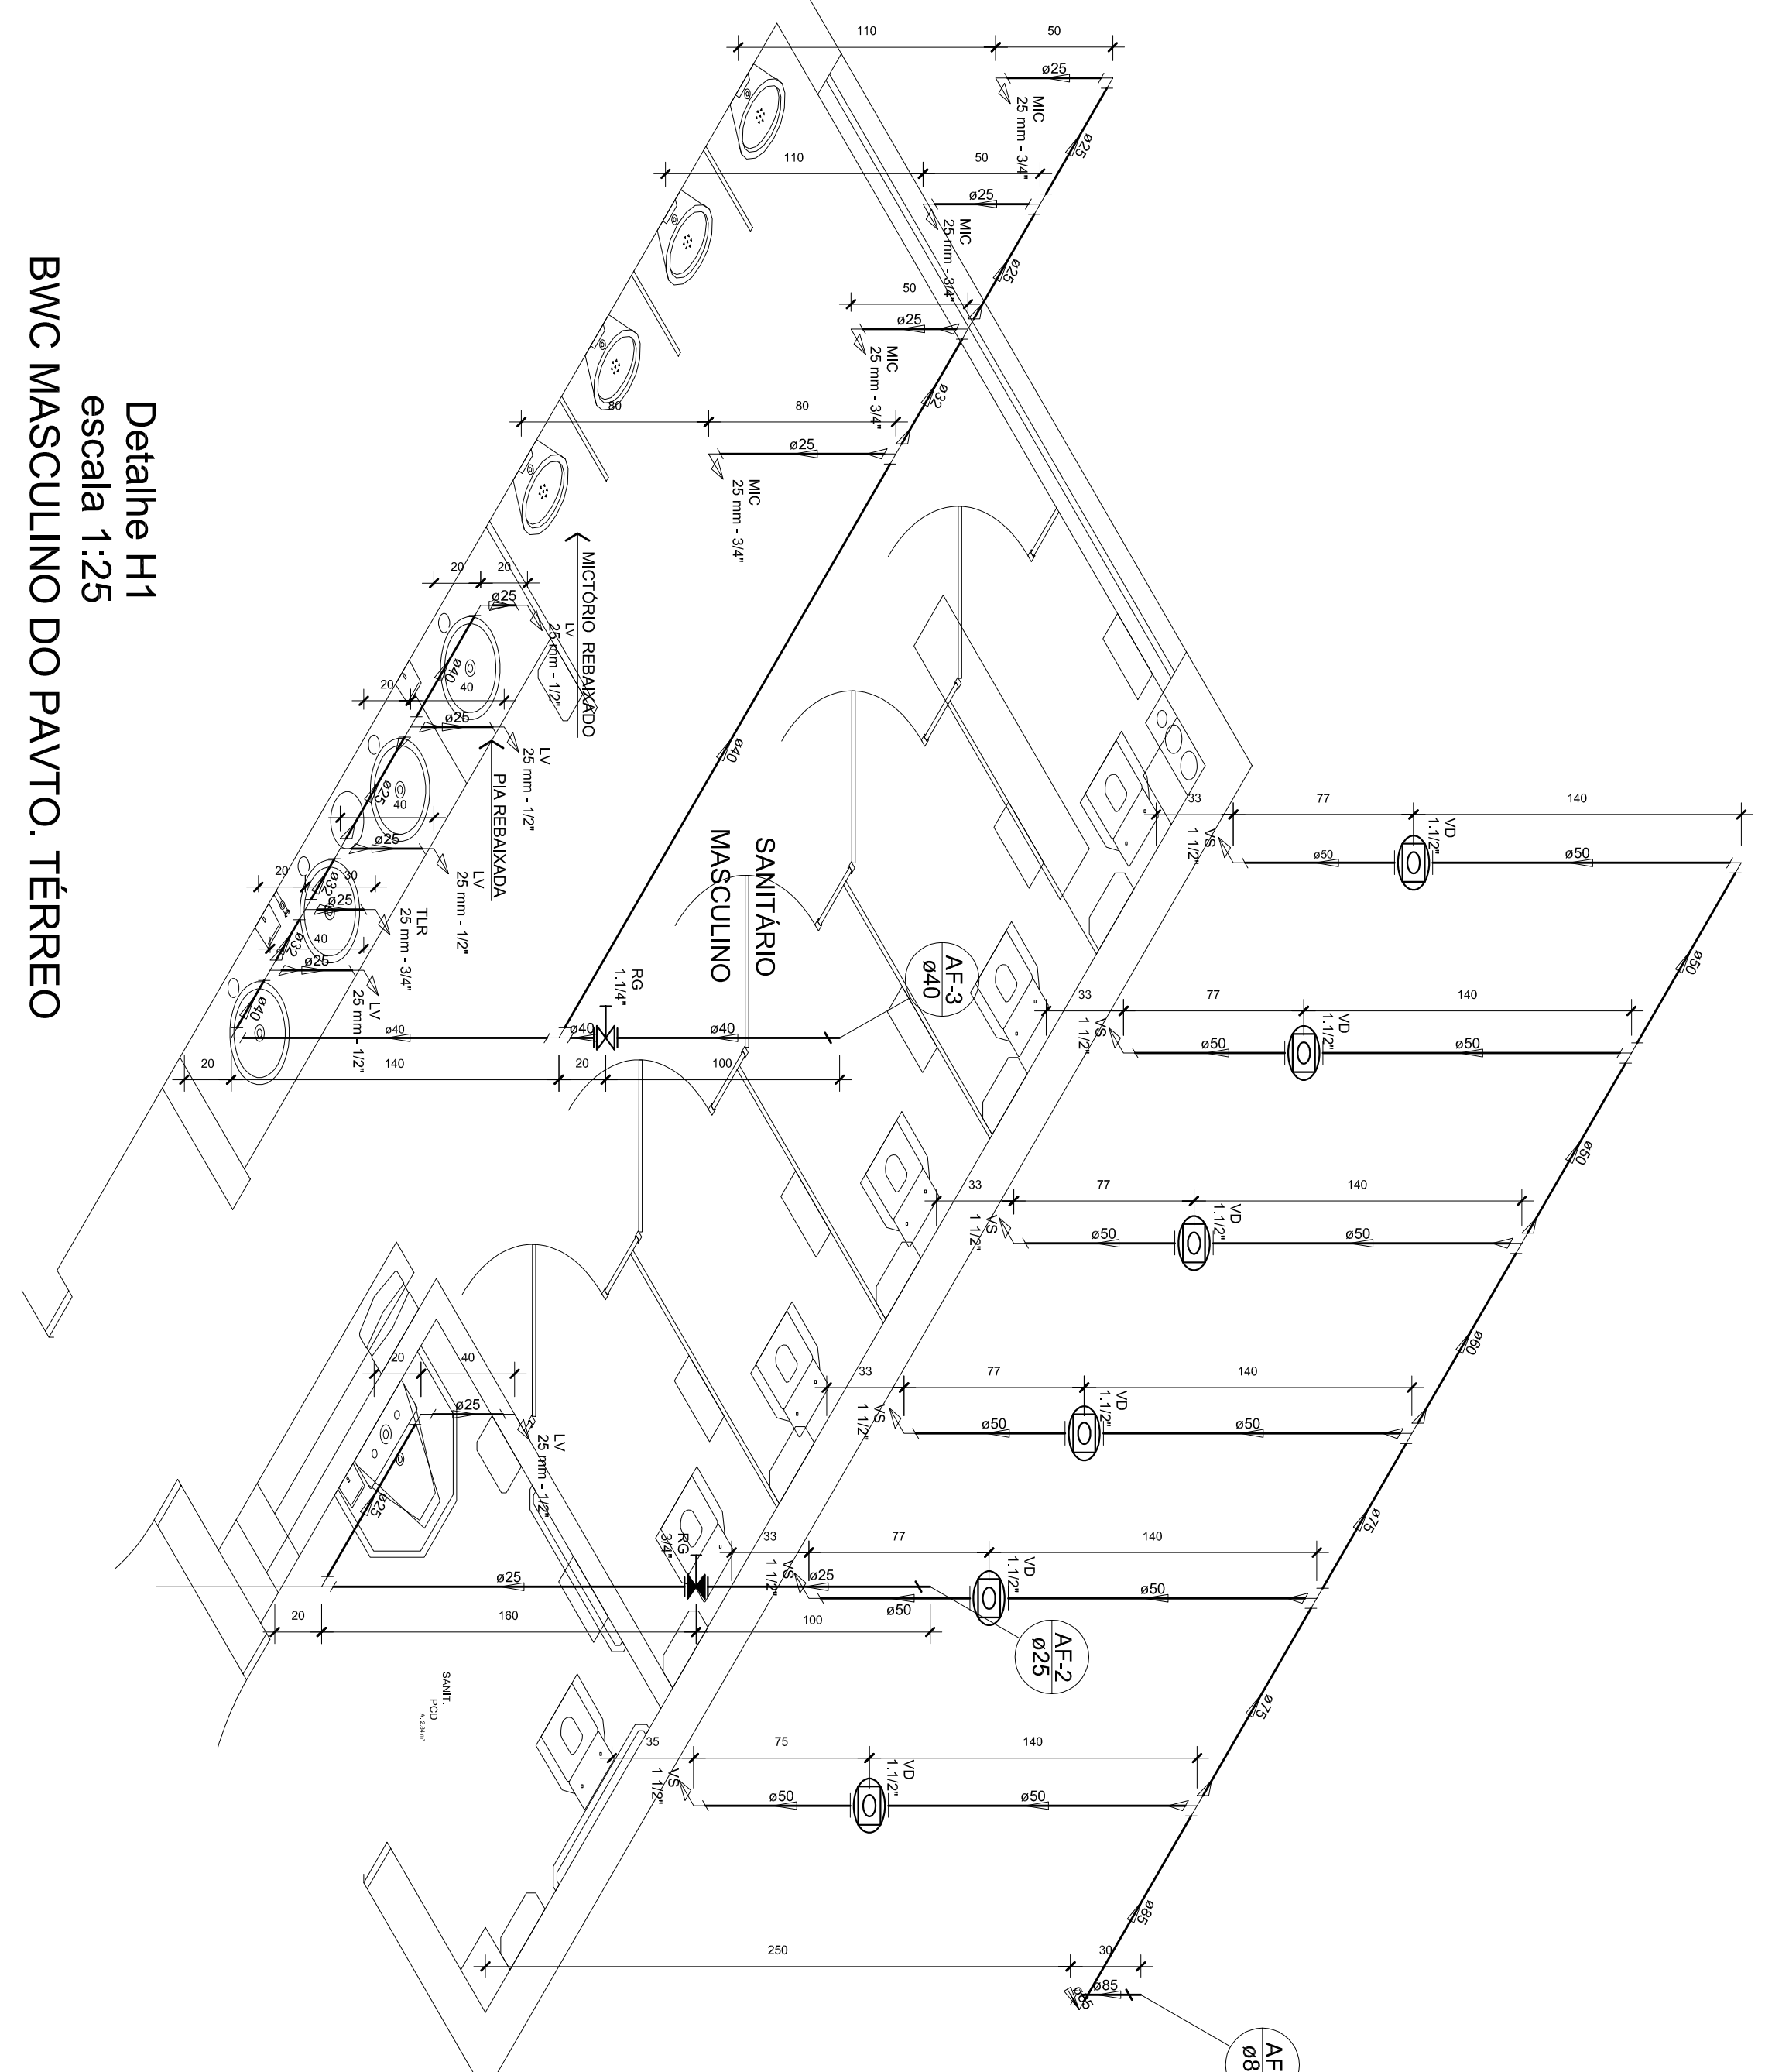 Detalhe H1
escala 1:25
BWC MASCULINO DO PAVTO. TÉRREO
110
50
ø25
MIC
25 mm - 3/4"
ø25
110
50
ø25
MIC
25 mm - 3/4"
ø25
50
ø25
MIC
25 mm - 3/4"
ø32
80
80
ø25
MIC
25 mm - 3/4"
MICTÓRIO REBAIXADO
20
20
ø25
LV
25 mm - 1/2"
ø40
20
40
ø25
LV
25 mm - 1/2"
PIA REBAIXADA
ø25
40
ø25
LV
25 mm - 1/2"
ø32
20
30
ø25
TLR
25 mm - 3/4"
ø32
40
ø25
LV
25 mm - 1/2"
ø40
ø40
SANITÁRIO
MASCULINO
RG
1.1/4"
ø40
ø40
ø40
AF-3
ø40
20
140
20
100
33
77
140
VD
1.1/2"
VS
1 1/2"
ø50
ø50
ø50
33
77
140
VD
1.1/2"
VS
1 1/2"
ø50
ø50
ø50
33
77
140
VD
1.1/2"
VS
1 1/2"
ø50
ø50
ø60
33
77
140
VD
1.1/2"
VS
1 1/2"
ø50
ø50
ø75
20
40
ø25
LV
25 mm - 1/2"
ø25
RG
3/4"
33
77
140
VD
1.1/2"
VS
1 1/2"
ø25
ø25
ø50
ø50
20
160
100
AF-2
ø25
ø75
SANIT.
PCD
A: 2.84 m²
35
75
140
VD
1.1/2"
VS
1 1/2"
ø50
ø50
ø85
250
30
ø85
AF
ø8